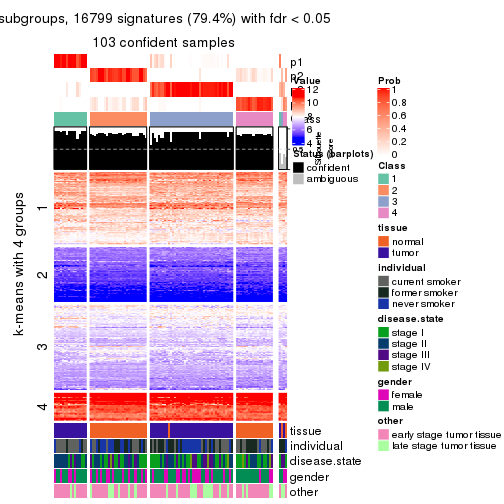 subgroups, 16799 signatures (79.4%) with fdr < 0.05
103 confident samples
p1
p2
Value
12
10
8
6
4
Silhouette
score
Status (barplots)
confident
ambiguous
k-means with 4 groups
1
2
3
4
tissue
individual
disease.state
gender
other
Prob
1
0.8
0.6
0.4
0.2
0
Class
1
2
3
4
tissue
normal
tumor
individual
current smoker
former smoker
never smoker
disease.state
stage I
stage II
stage III
stage IV
gender
female
male
other
early stage tumor tissue
late stage tumor tissue